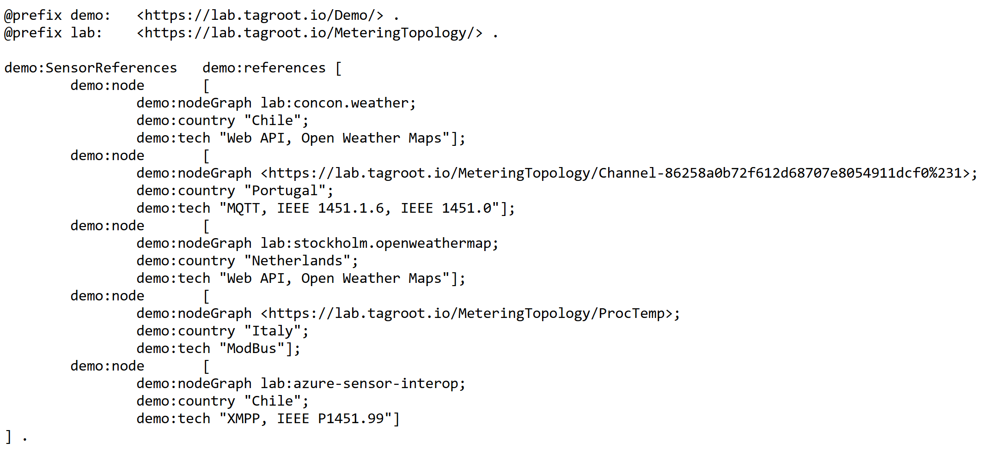 @prefix demo:   <https://lab.tagroot.io/Demo/> .
@prefix lab:    <https://lab.tagroot.io/MeteringTopology/> .

demo:SensorReferences   demo:references [
        demo:node       [
                demo:nodeGraph lab:concon.weather;
                demo:country "Chile";
                demo:tech "Web API, Open Weather Maps"];
        demo:node       [
                demo:nodeGraph <https://lab.tagroot.io/MeteringTopology/Channel-86258a0b72f612d68707e8054911dcf0%231>;
                demo:country "Portugal";
                demo:tech "MQTT, IEEE 1451.1.6, IEEE 1451.0"];
        demo:node       [
                demo:nodeGraph lab:stockholm.openweathermap;
                demo:country "Netherlands";
                demo:tech "Web API, Open Weather Maps"];
        demo:node       [
                demo:nodeGraph <https://lab.tagroot.io/MeteringTopology/ProcTemp>;
                demo:country "Italy";
                demo:tech "ModBus"];
        demo:node       [
                demo:nodeGraph lab:azure-sensor-interop;
                demo:country "Chile";
                demo:tech "XMPP, IEEE P1451.99"]
] .